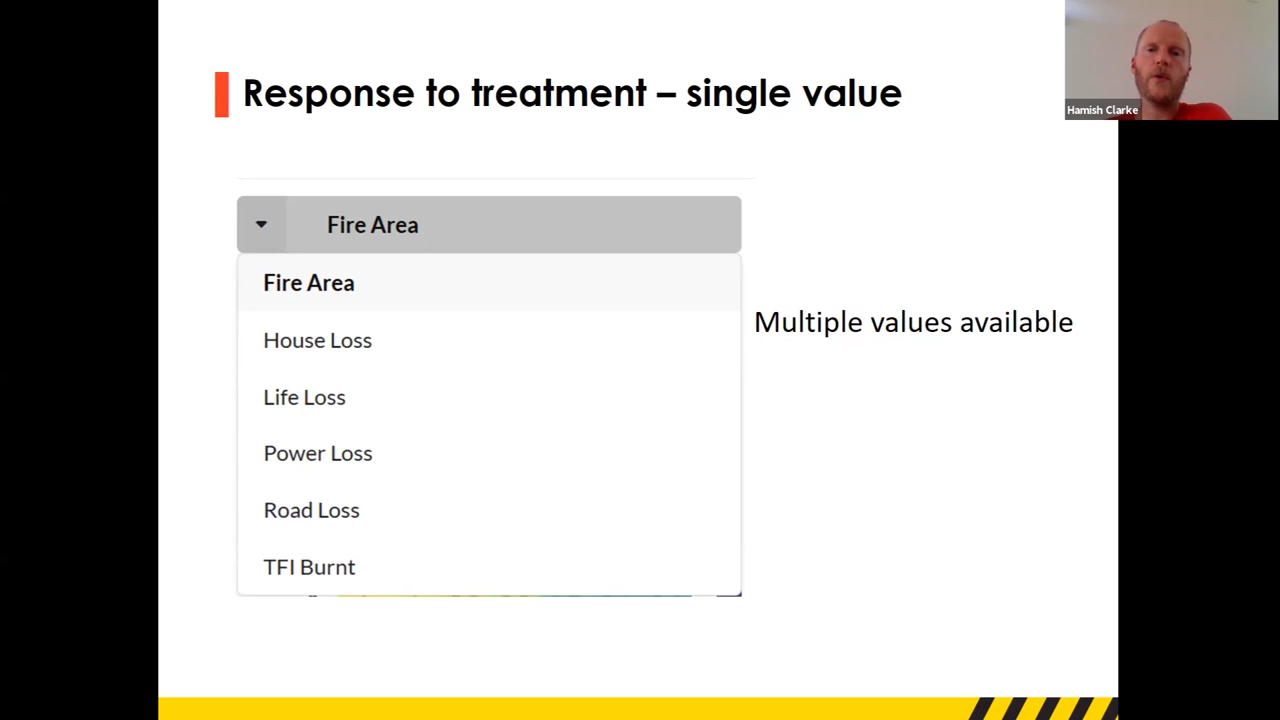 Response to treatment – single value
Hamish Clarke
Fire Area
Fire Area
House Loss
Life Loss
Power Loss
Road Loss
TFI Burnt
Multiple values available